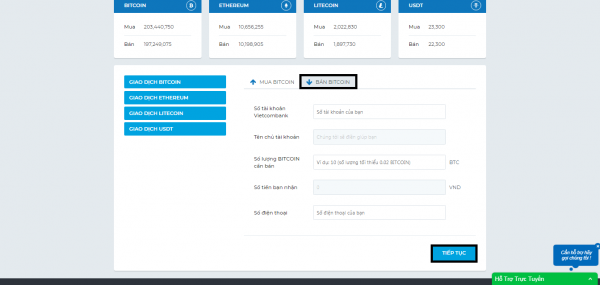 BITCOIN
Mua 203,440,750
Bán 197,249,075
ETHEREUM
Mua 10,656,255
Bán 10,198,905
LITECOIN
Mua 2,022,830
Bán 1,897,730
USDT
Mua 23,300
Bán 22,300
GIAO DỊCH BITCOIN
GIAO DỊCH ETHEREUM
GIAO DỊCH LITECOIN
GIAO DỊCH USDT
MUA BITCOIN
BÁN BITCOIN
Số tài khoản
Vietcombank
Số tài khoản của bạn
Tên chủ tài khoản
Chúng tôi sẽ điền giúp bạn
Số lượng BITCOIN
cần bán
Ví dụ: 50 (số lượng tối thiểu 0.02 BITCOIN)
BTC
Số tiền bạn nhận
0
VND
Số điện thoại
Số điện thoại của bạn
TIẾP TỤC
Cần hỗ trợ hãy
gọi chúng tôi !
Hỗ Trợ Trực Tuyến